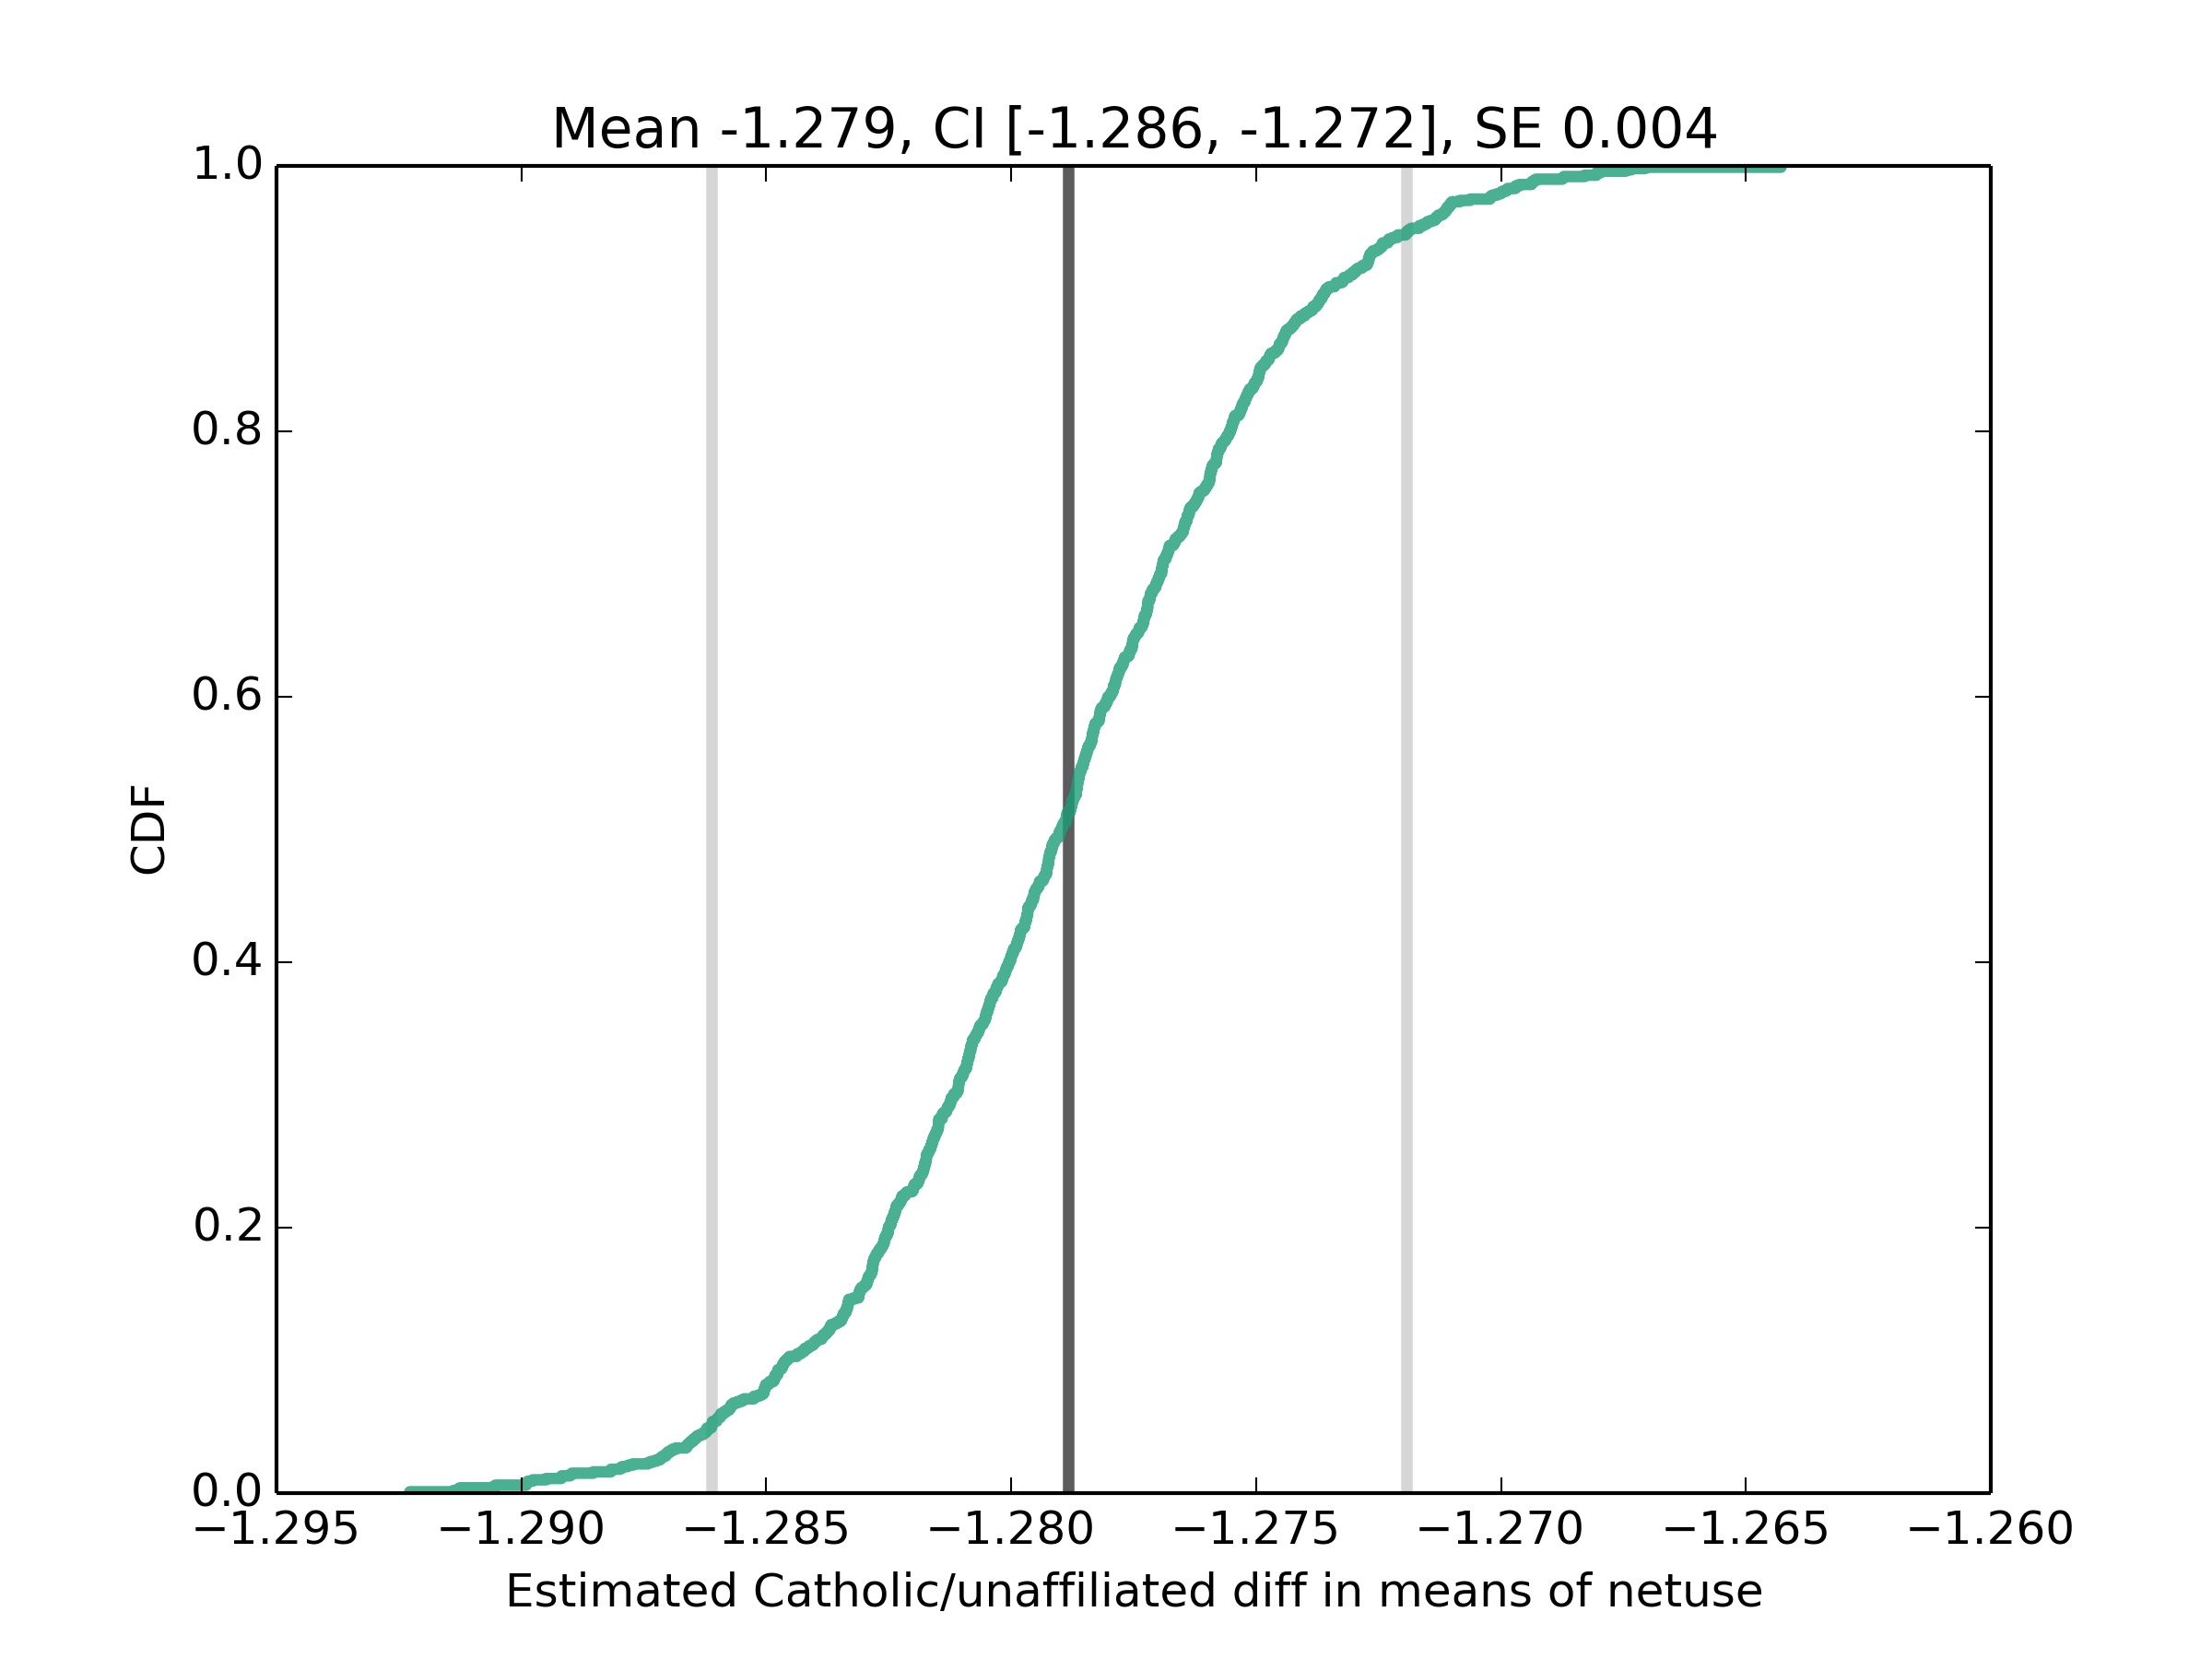 Mean -1.279, CI [-1.286, -1.272], SE 0.004
1.0
0.8
0.6
0.4
0.2
0.0
CDF
−1.295 −1.290 −1.285 −1.280 −1.275 −1.270 −1.265 −1.260
Estimated Catholic/unaffiliated diff in means of netuse